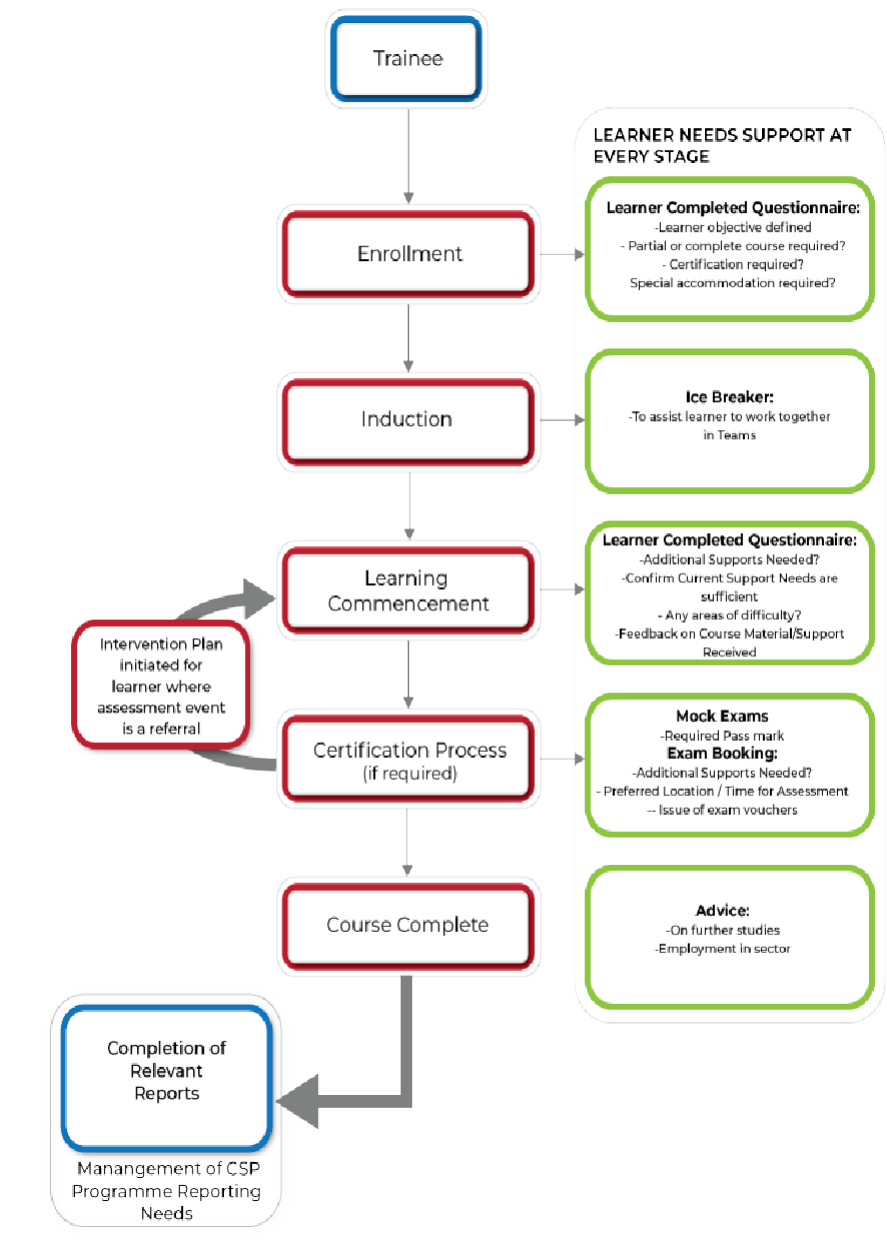 Trainee
LEARNER NEEDS SUPPORT AT
EVERY STAGE
Enrollment
Learner Completed Questionnaire:
-Learner objective defined
- Partial or complete course required?
- Certification required?
Special accommodation required?
Induction
Ice Breaker:
-To assist learner to work together
in Teams
Learning
Commencement
Learner Completed Questionnaire:
-Additional Supports Needed?
-Confirm Current Support Needs are
sufficient
- Any areas of difficulty?
-Feedback on Course Material/Support
Received
Intervention Plan
initiated for
learner where
assessment event
is a referral
Certification Process
(if required)
Mock Exams
-Required Pass mark
Exam Booking:
-Additional Supports Needed?
- Preferred Location / Time for Assessment
-- Issue of exam vouchers
Course Complete
Advice:
-On further studies
-Employment in sector
Completion of
Relevant
Reports
Manangement of CSP
Programme Reporting
Needs